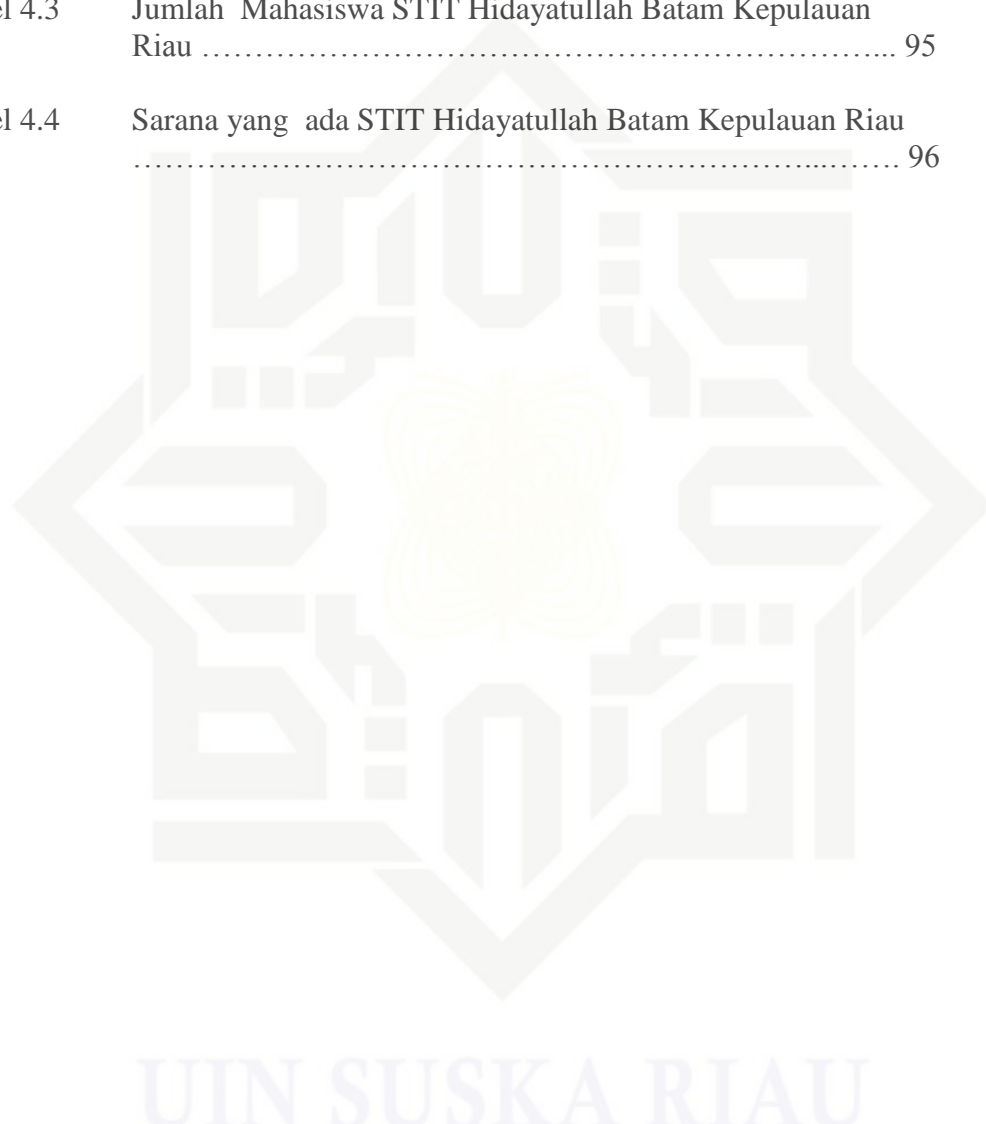 el 4.3 Jumlah Mahasiswa STIT Hidayatullah Batam Kepulauan
Riau ………………………………………………………... 95
el 4.4 Sarana yang ada STIT Hidayatullah Batam Kepulauan Riau
………………………………………………………...……. 96
UIN SUSKA RIAU